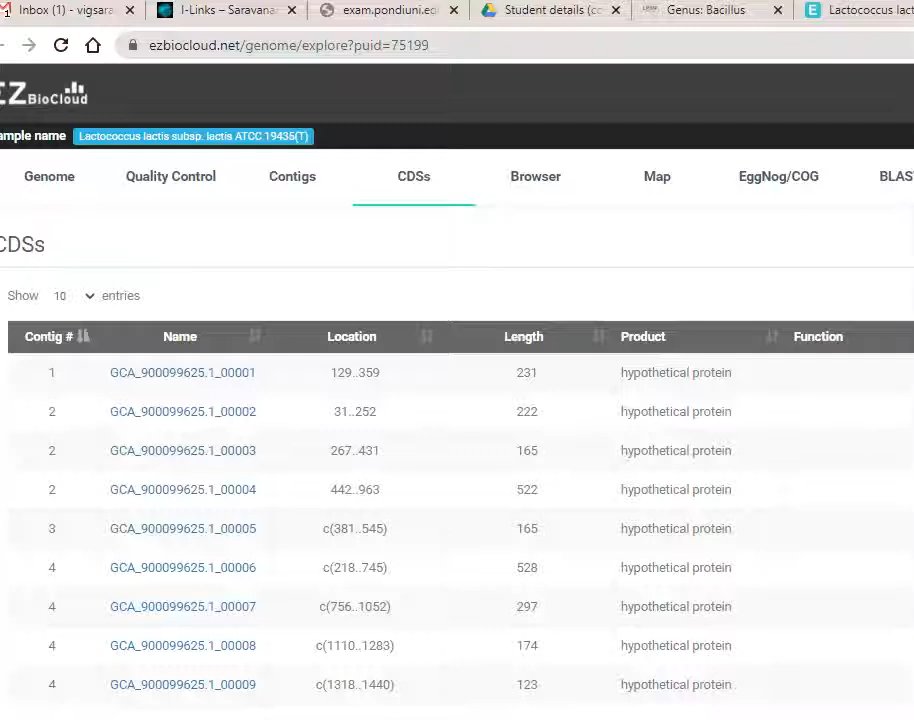 Inbox (1) - vigsara I-Links – Saravana exam.pondiuni.ed Student details (co Genus: Bacillus Lactococcus lact
ezbiocloud.net/genome/explore?puid=75199
EZ BioCloud
ample name Lactococcus lactis subsp. lactis ATCC 19435(T)
Genome Quality Control Contigs CDSs Browser Map EggNog/COG BLAS
CDSs
Show 10 entries
Contig # Name Location Length Product Function
1 GCA_900099625.1_00001 129..359 231 hypothetical protein
2 GCA_900099625.1_00002 31..252 222 hypothetical protein
2 GCA_900099625.1_00003 267..431 165 hypothetical protein
2 GCA_900099625.1_00004 442..963 522 hypothetical protein
3 GCA_900099625.1_00005 c(381..545) 165 hypothetical protein
4 GCA_900099625.1_00006 c(218..745) 528 hypothetical protein
4 GCA_900099625.1_00007 c(756..1052) 297 hypothetical protein
4 GCA_900099625.1_00008 c(1110..1283) 174 hypothetical protein
4 GCA_900099625.1_00009 c(1318..1440) 123 hypothetical protein